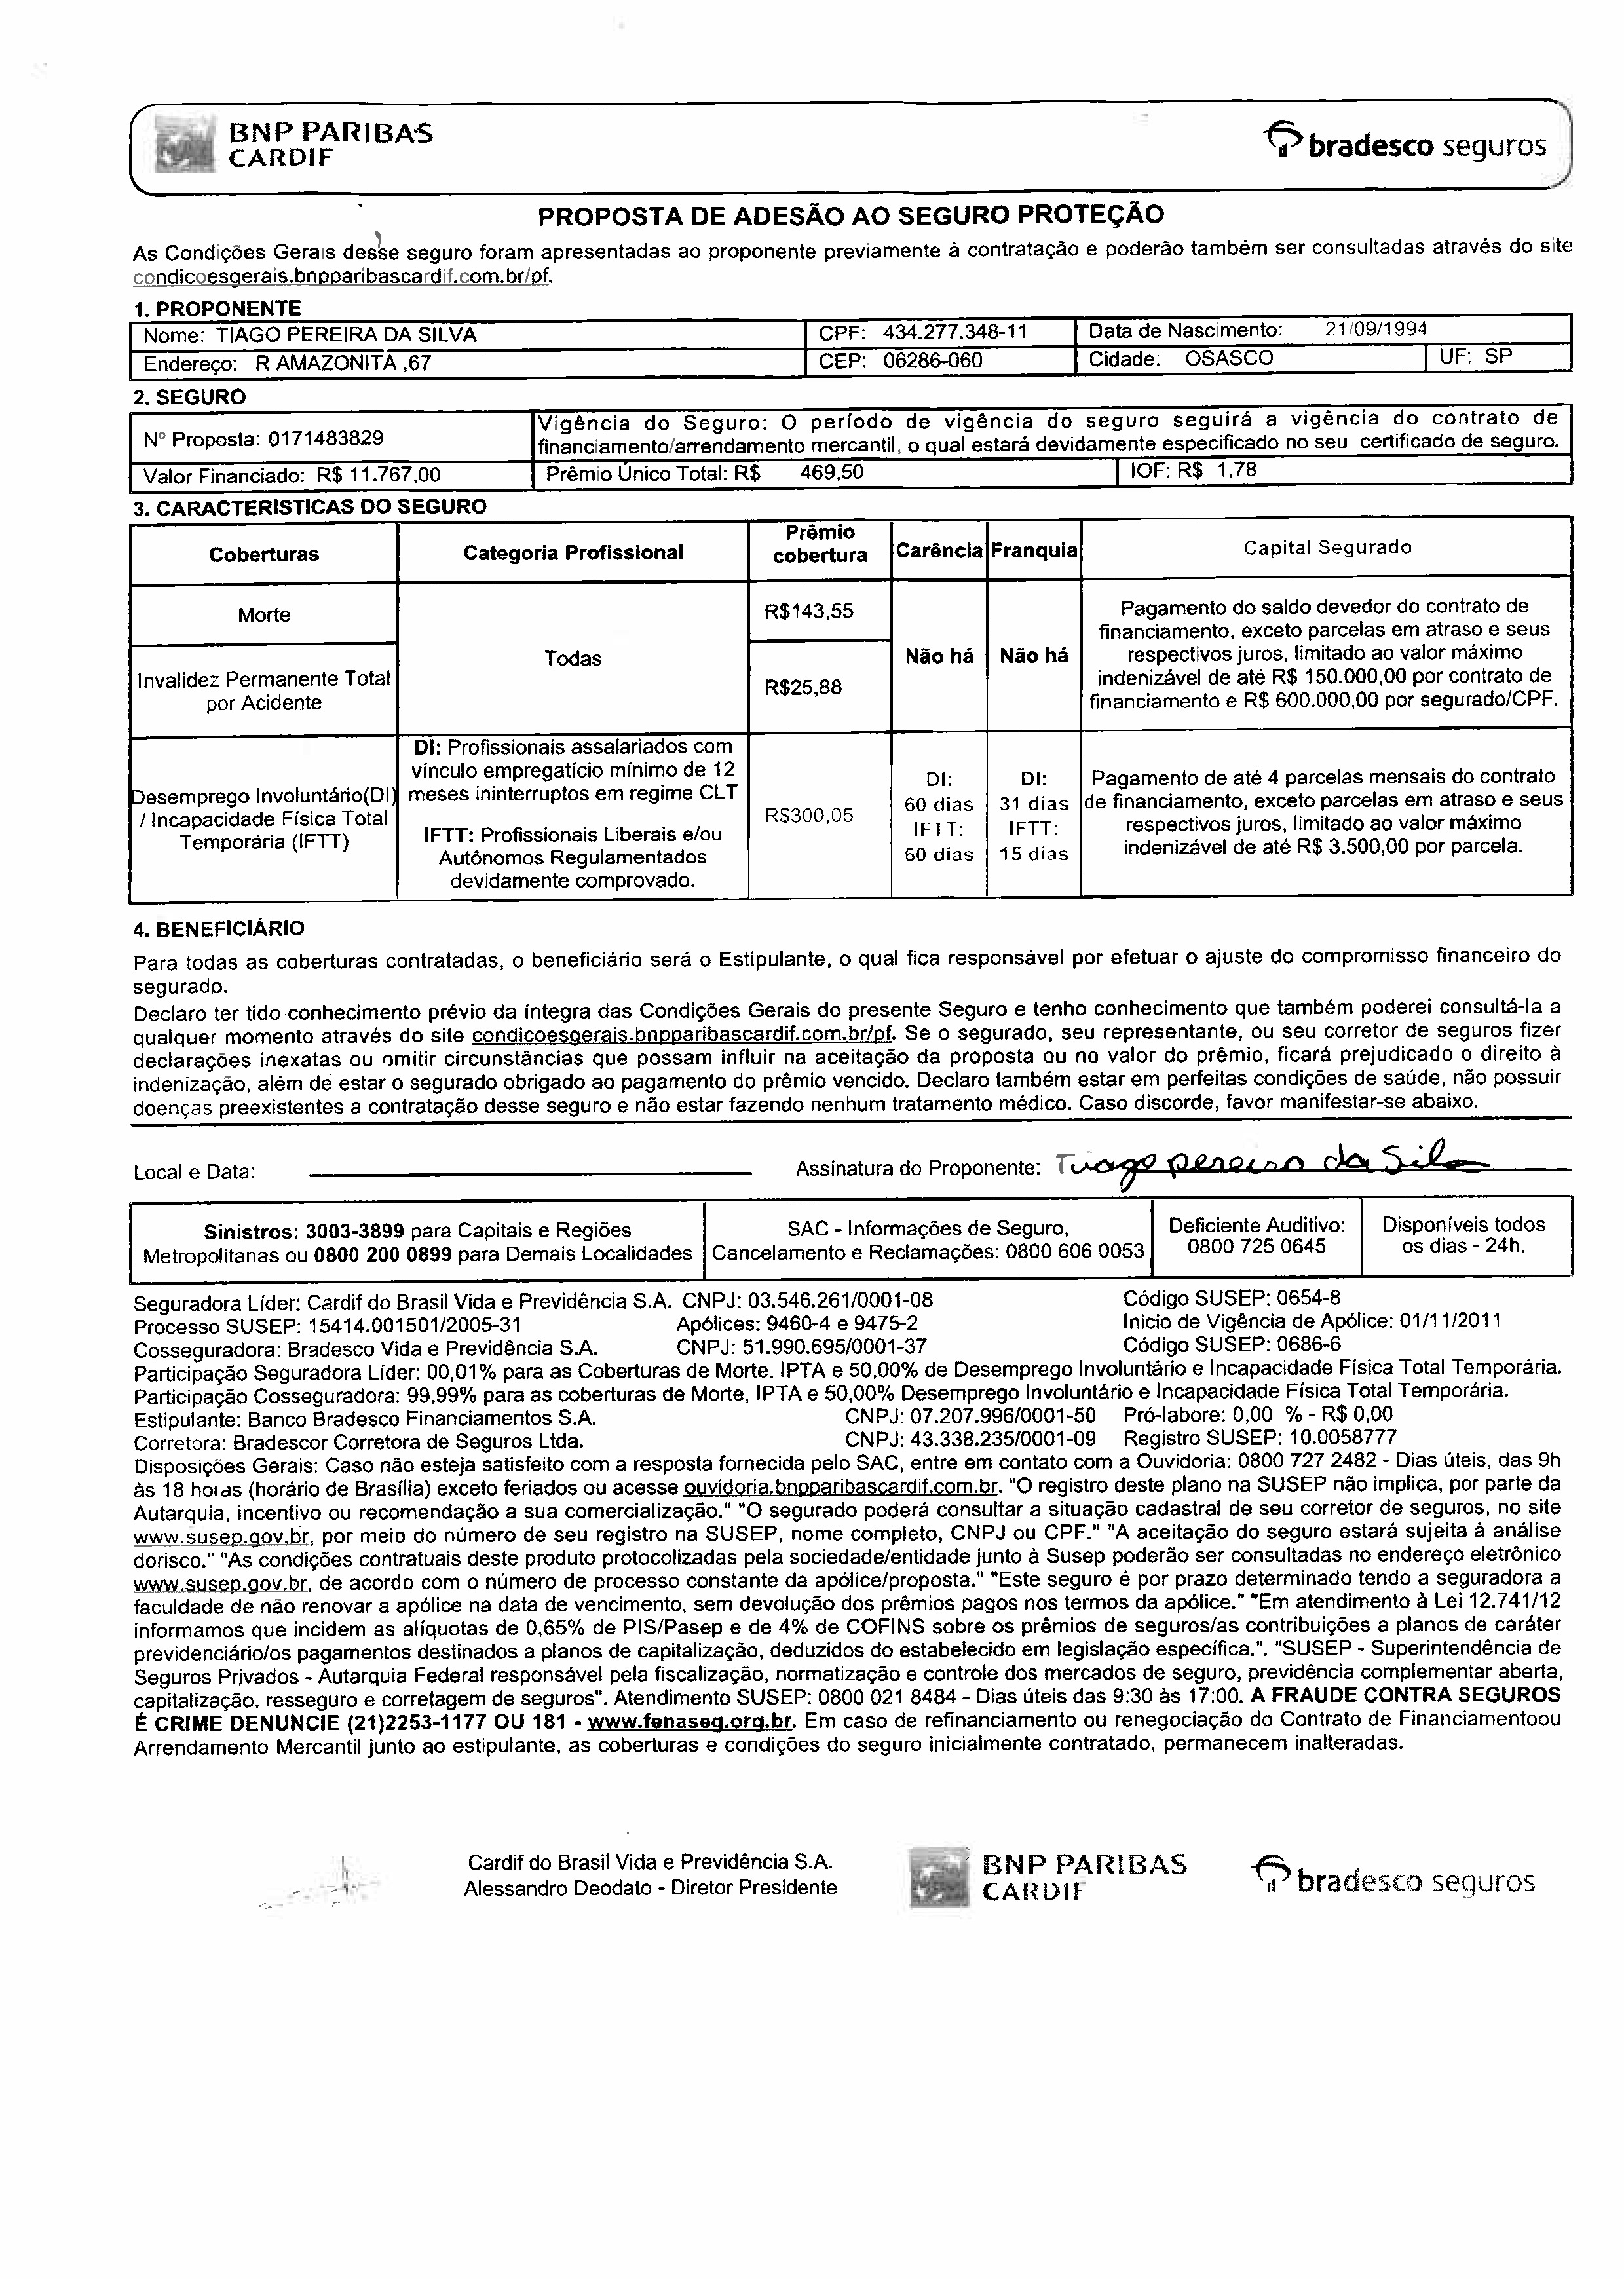 BNP PARIBAS
CARDIF
bradesco seguros
PROPOSTA DE ADESÃO AO SEGURO PROTEÇÃO
As Condições Gerais desse seguro foram apresentadas ao proponente previamente à contratação e poderão também ser consultadas através do site
condicoesgerais.bnpparibascardif.com.br/pf.
1. PROPONENTE
Nome: TIAGO PEREIRA DA SILVA CPF: 434.277.348-11 Data de Nascimento: 21/09/1994
Endereço: R AMAZONITA ,67 CEP: 06286-060 Cidade: OSASCO UF: SP
2. SEGURO
Nº Proposta: 0171483829
Vigência do Seguro: O período de vigência do seguro seguirá a vigência do contrato de
financiamento/arrendamento mercantil, o qual estará devidamente especificado no seu certificado de seguro.
Valor Financiado: R$ 11.767,00 Prêmio Único Total: R$ 469,50 IOF: R$ 1,78
3. CARACTERISTICAS DO SEGURO
Coberturas
Categoria Profissional
Prêmio
cobertura
Carência
Franquia
Capital Segurado
Morte
Invalidez Permanente Total
por Acidente
Todas
R$143,55
R$25,88
Não há
Não há
Pagamento do saldo devedor do contrato de
financiamento, exceto parcelas em atraso e seus
respectivos juros, limitado ao valor máximo
indenizável de até R$ 150.000,00 por contrato de
financiamento e R$ 600.000,00 por segurado/CPF.
Desemprego Involuntário(DI)
/ Incapacidade Física Total
Temporária (IFTT)
DI: Profissionais assalariados com
vínculo empregatício mínimo de 12
meses ininterruptos em regime CLT
IFTT: Profissionais Liberais e/ou
Autônomos Regulamentados
devidamente comprovado.
R$300,05
DI:
60 dias
IFTT:
60 dias
DI:
31 dias
IFTT:
15 dias
Pagamento de até 4 parcelas mensais do contrato
de financiamento, exceto parcelas em atraso e seus
respectivos juros, limitado ao valor máximo
indenizável de até R$ 3.500,00 por parcela.
4. BENEFICIÁRIO
Para todas as coberturas contratadas, o beneficiário será o Estipulante, o qual fica responsável por efetuar o ajuste do compromisso financeiro do
segurado.
Declaro ter tido conhecimento prévio da íntegra das Condições Gerais do presente Seguro e tenho conhecimento que também poderei consultá-la a
qualquer momento através do site condicoesgerais.bnpparibascardif.com.br/pf. Se o segurado, seu representante, ou seu corretor de seguros fizer
declarações inexatas ou omitir circunstâncias que possam influir na aceitação da proposta ou no valor do prêmio, ficará prejudicado o direito à
indenização, além de estar o segurado obrigado ao pagamento do prêmio vencido. Declaro também estar em perfeitas condições de saúde, não possuir
doenças preexistentes a contratação desse seguro e não estar fazendo nenhum tratamento médico. Caso discorde, favor manifestar-se abaixo.
Local e Data: Assinatura do Proponente: Tiago pereira da Silva
Sinistros: 3003-3899 para Capitais e Regiões
Metropolitanas ou 0800 200 0899 para Demais Localidades
SAC - Informações de Seguro,
Cancelamento e Reclamações: 0800 606 0053
Deficiente Auditivo:
0800 725 0645
Disponíveis todos
os dias - 24h.
Seguradora Líder: Cardif do Brasil Vida e Previdência S.A. CNPJ: 03.546.261/0001-08 Código SUSEP: 0654-8
Processo SUSEP: 15414.001501/2005-31 Apólices: 9460-4 e 9475-2 Inicio de Vigência de Apólice: 01/11/2011
Cosseguradora: Bradesco Vida e Previdência S.A. CNPJ: 51.990.695/0001-37 Código SUSEP: 0686-6
Participação Seguradora Líder: 00,01% para as Coberturas de Morte, IPTA e 50,00% de Desemprego Involuntário e Incapacidade Física Total Temporária.
Participação Cosseguradora: 99,99% para as coberturas de Morte, IPTA e 50,00% Desemprego Involuntário e Incapacidade Física Total Temporária.
Estipulante: Banco Bradesco Financiamentos S.A. CNPJ: 07.207.996/0001-50 Pró-labore: 0,00 % - R$ 0,00
Corretora: Bradescor Corretora de Seguros Ltda. CNPJ: 43.338.235/0001-09 Registro SUSEP: 10.0058777
Disposições Gerais: Caso não esteja satisfeito com a resposta fornecida pelo SAC, entre em contato com a Ouvidoria: 0800 727 2482 - Dias úteis, das 9h
às 18 horas (horário de Brasília) exceto feriados ou acesse ouvidoria.bnpparibascardif.com.br. "O registro deste plano na SUSEP não implica, por parte da
Autarquia, incentivo ou recomendação a sua comercialização." "O segurado poderá consultar a situação cadastral de seu corretor de seguros, no site
www.susep.gov.br, por meio do número de seu registro na SUSEP, nome completo, CNPJ ou CPF." "A aceitação do seguro estará sujeita à análise
dorisco." "As condições contratuais deste produto protocolizadas pela sociedade/entidade junto à Susep poderão ser consultadas no endereço eletrônico
www.susep.gov.br, de acordo com o número de processo constante da apólice/proposta." "Este seguro é por prazo determinado tendo a seguradora a
faculdade de não renovar a apólice na data de vencimento, sem devolução dos prêmios pagos nos termos da apólice." "Em atendimento à Lei 12.741/12
informamos que incidem as alíquotas de 0,65% de PIS/Pasep e de 4% de COFINS sobre os prêmios de seguros/as contribuições a planos de caráter
previdenciário/os pagamentos destinados a planos de capitalização, deduzidos do estabelecido em legislação específica.". "SUSEP - Superintendência de
Seguros Privados - Autarquia Federal responsável pela fiscalização, normatização e controle dos mercados de seguro, previdência complementar aberta,
capitalização, resseguro e corretagem de seguros". Atendimento SUSEP: 0800 021 8484 - Dias úteis das 9:30 às 17:00. A FRAUDE CONTRA SEGUROS
É CRIME DENUNCIE (21)2253-1177 OU 181 - www.fenaseg.org.br. Em caso de refinanciamento ou renegociação do Contrato de Financiamentoou
Arrendamento Mercantil junto ao estipulante, as coberturas e condições do seguro inicialmente contratado, permanecem inalteradas.
Cardif do Brasil Vida e Previdência S.A.
Alessandro Deodato - Diretor Presidente
BNP PARIBAS
CARDIF
bradesco seguros